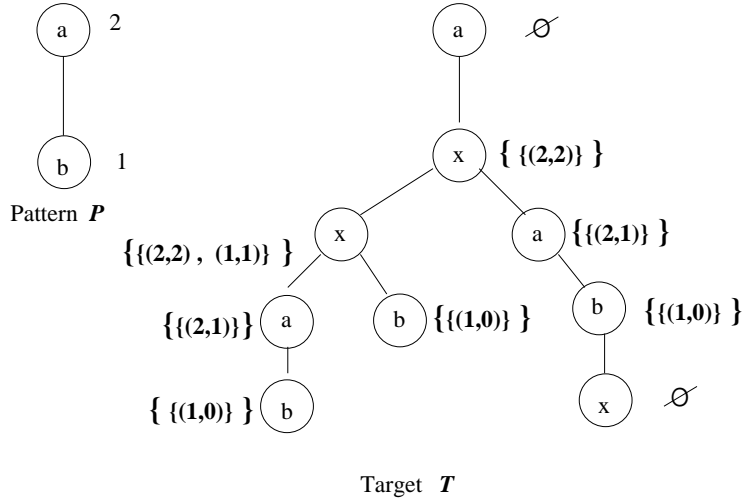 a 2
a ∅
b 1
x { {(2,2)} }
Pattern P
x
a {{(2,1)} }
{{(2,2) , (1,1)} }
{{(2,1)}} a
b {{(1,0)} }
b {{(1,0)} }
{ {(1,0)} } b
x ∅
Target T